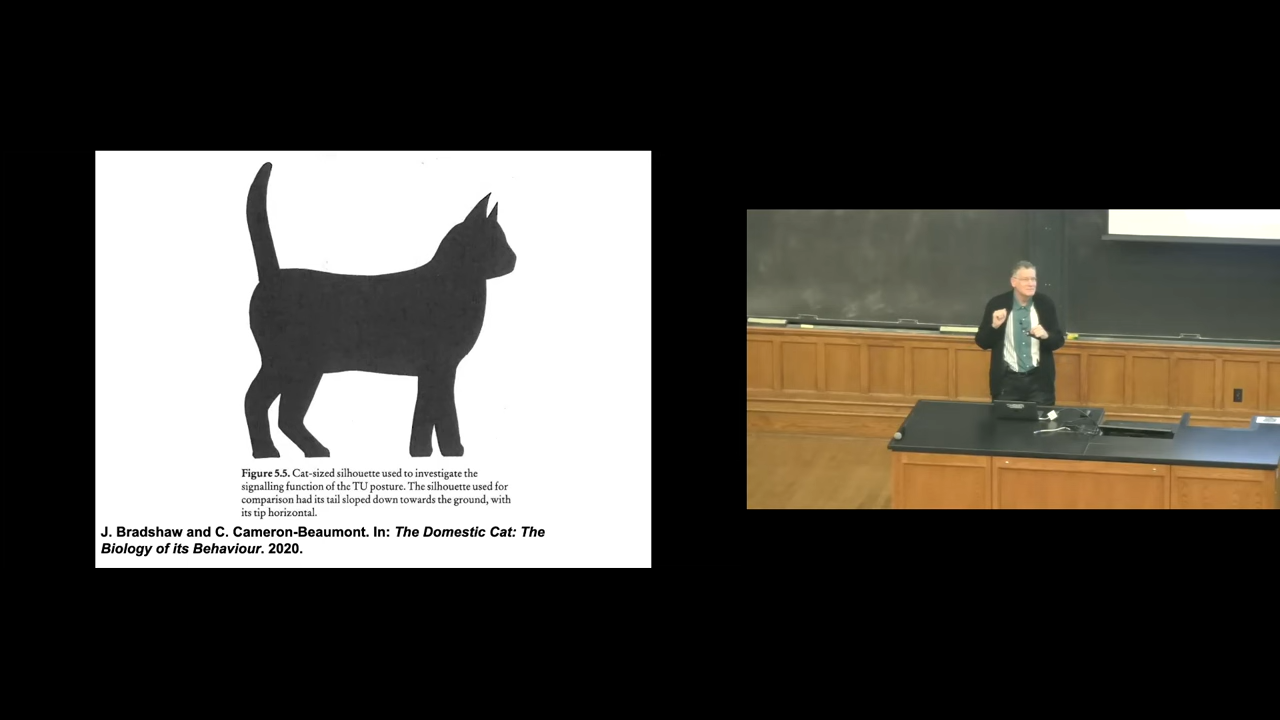 Figure 5.5. Cat-sized silhouette used to investigate the
signalling function of the TU posture. The silhouette used for
comparison had its tail sloped down towards the ground, with
its tip horizontal.
J. Bradshaw and C. Cameron-Beaumont. In: The Domestic Cat: The
Biology of its Behaviour. 2020.